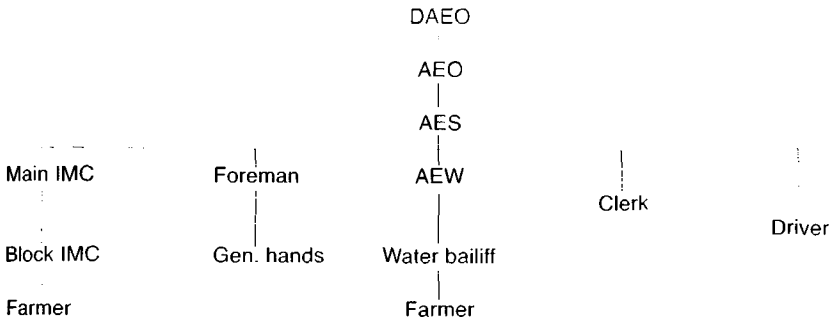 DAEO
AEO
AES
Main IMC Foreman AEW
Clerk
Driver
Block IMC Gen. hands Water bailiff
Farmer Farmer